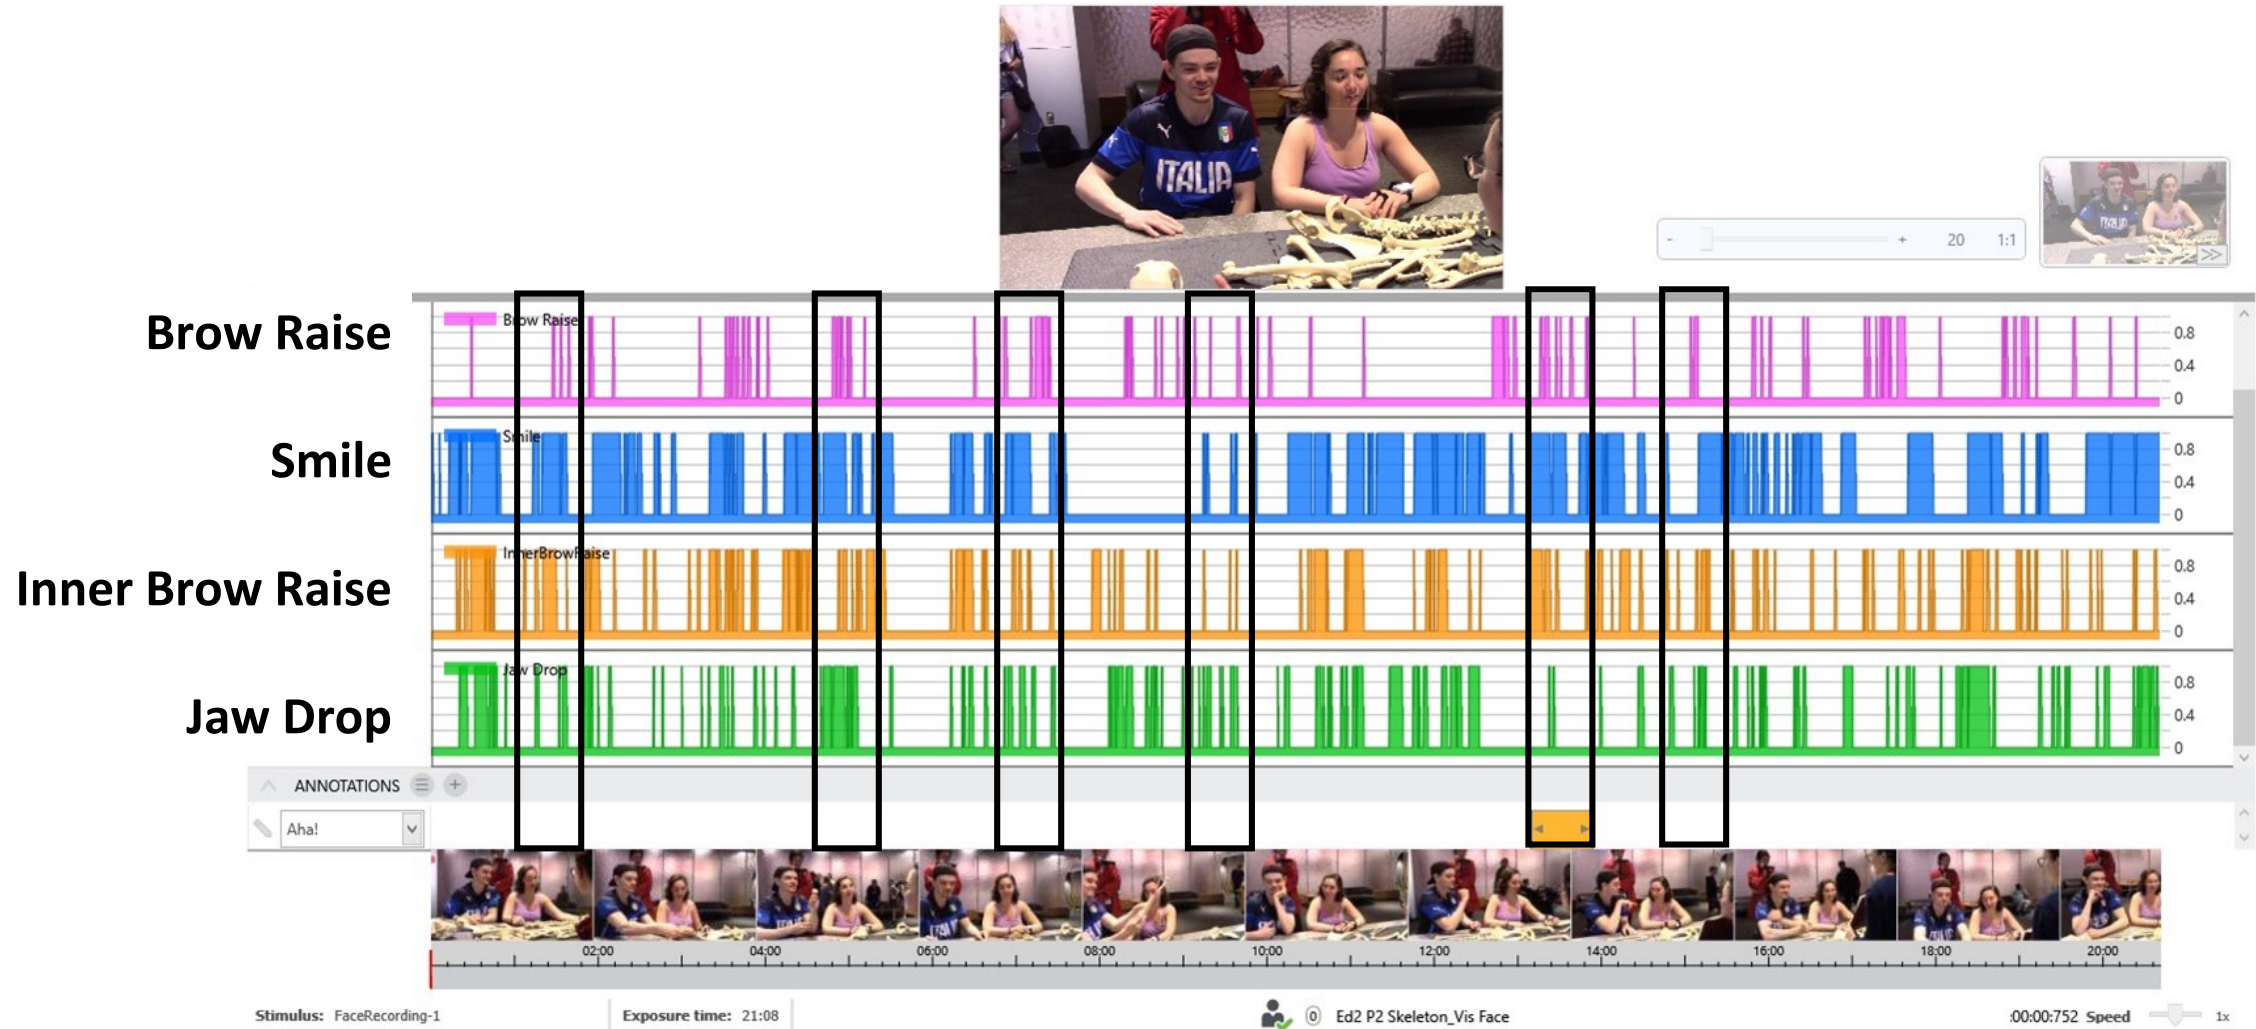 ITALIA
- + 20 1:1
ITALIA
>>
Brow Raise
Brow Raise
0.8
0.4
0
Smile
Smile
0.8
0.4
0
Inner Brow Raise
InnerBrowRaise
0.8
0.4
0
Jaw Drop
Jaw Drop
0.8
0.4
0
ANNOTATIONS
Aha!
02:00 04:00 06:00 08:00 10:00 12:00 14:00 16:00 18:00 20:00
Stimulus: FaceRecording-1 Exposure time: 21:08 0 Ed2 P2 Skeleton_Vis Face :00:00:752 Speed 1x